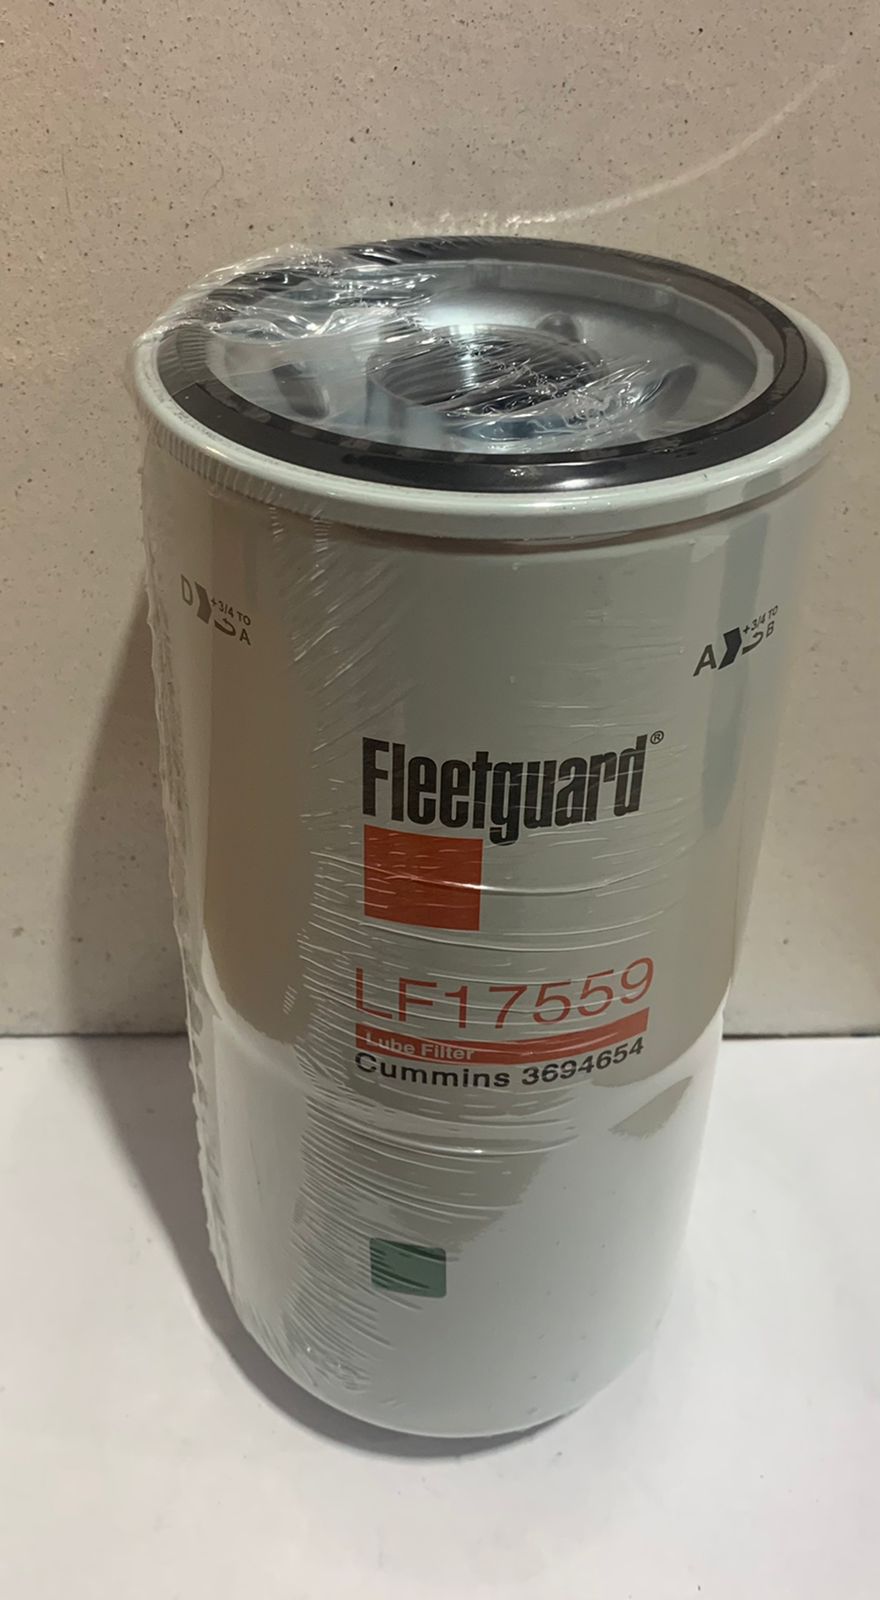 D +3/4 TO A
A +3/4 TO B
Fleetguard®
LF17559
Lube Filter
Cummins 3694654